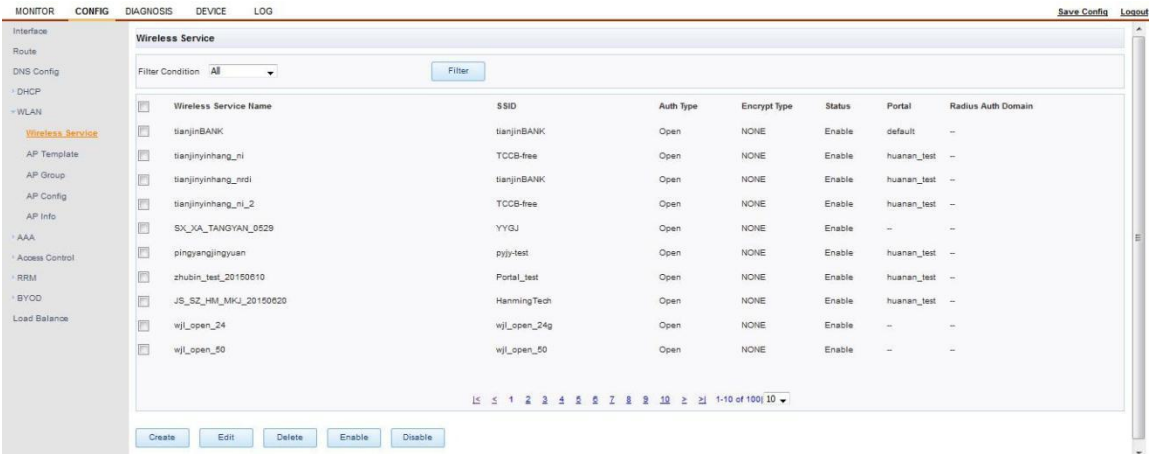 MONITOR CONFIG DIAGNOSIS DEVICE LOG Save Config Logout
Interface
Route
DNS Config
DHCP
WLAN
Wireless Service
AP Template
AP Group
AP Config
AP Info
AAA
Access Control
RRM
BYOD
Load Balance
Wireless Service
Filter Condition All Filter
Wireless Service Name SSID Auth Type Encrypt Type Status Portal Radius Auth Domain
tianjinBANK tianjinBANK Open NONE Enable default --
tianjinyinhang_ni TCCB-free Open NONE Enable huanan_test --
tianjinyinhang_nrdi tianjinBANK Open NONE Enable huanan_test --
tianjinyinhang_ni_2 TCCB-free Open NONE Enable huanan_test --
SX_XA_TANGYAN_0529 YYGJ Open NONE Enable -- --
pingyangjingyuan pyjy-test Open NONE Enable huanan_test --
zhubin_test_20150610 Portal_test Open NONE Enable huanan_test --
JS_SZ_HM_MKJ_20150620 HanmingTech Open NONE Enable huanan_test --
wjl_open_24 wjl_open_24g Open NONE Enable -- --
wjl_open_50 wjl_open_50 Open NONE Enable -- --
|< < 1 2 3 4 5 6 7 8 9 10 > >| 1-10 of 100| 10
Create Edit Delete Enable Disable